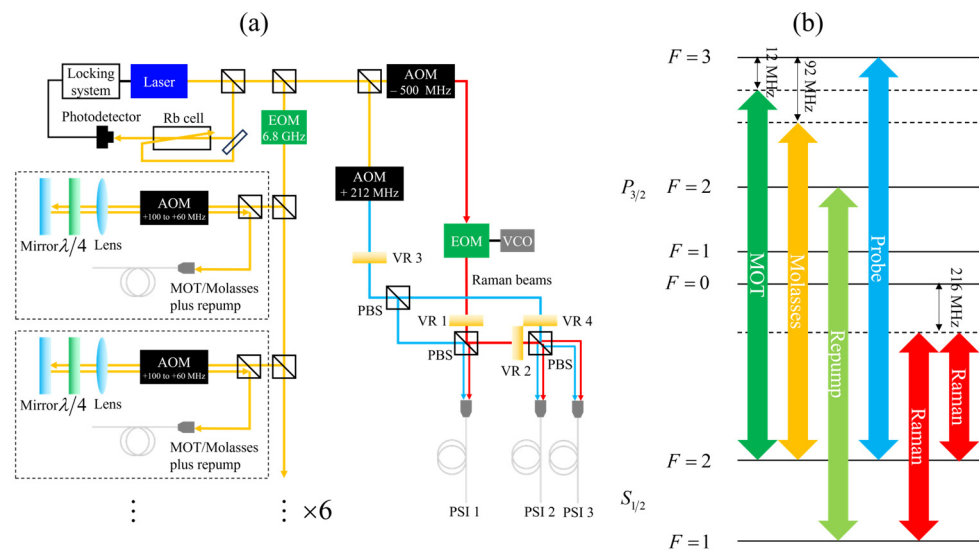 (a)
Locking
system
Laser
AOM
– 500 MHz
Photodetector
Rb cell
EOM
6.8 GHz
AOM
+ 212 MHz
AOM
+100 to +60 MHz
Mirror
λ/4
Lens
MOT/Molasses
plus repump
EOM
VCO
VR 3
Raman beams
PBS
VR 1
VR 4
PBS
VR 2
PBS
AOM
+100 to +60 MHz
Mirror
λ/4
Lens
MOT/Molasses
plus repump
×6
PSI 1
PSI 2
PSI 3
(b)
F = 3
12 MHz
92 MHz
P3/2
F = 2
F = 1
F = 0
216 MHz
MOT
Molasses
Repump
Probe
Raman
Raman
F = 2
S1/2
F = 1